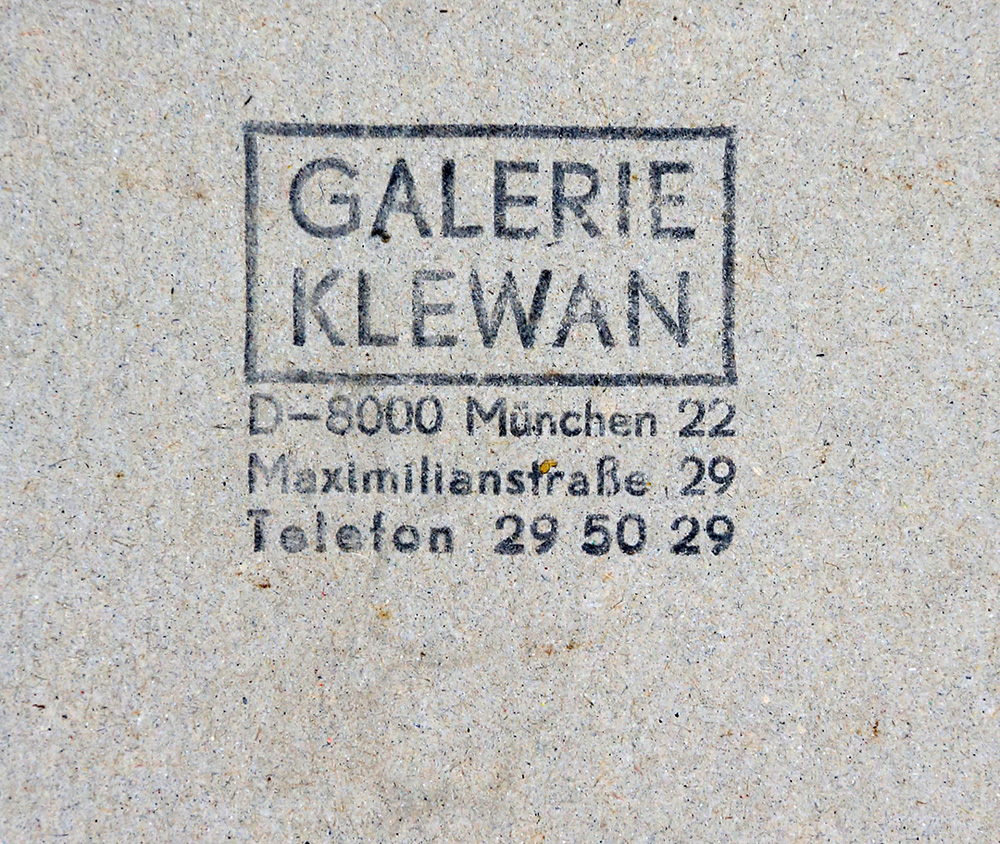 GALERIE
KLEWAN
D-8000 München 22
Maximilianstraße 29
Telefon 29 50 29